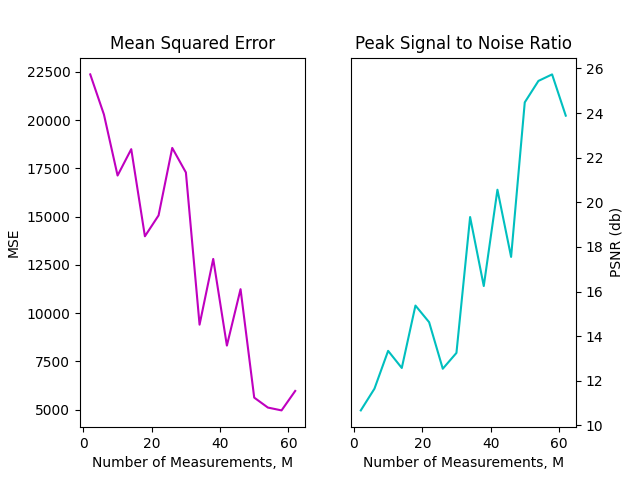 Mean Squared Error
22500
20000
17500
15000
12500
10000
7500
5000
MSE
0 20 40 60
Number of Measurements, M
Peak Signal to Noise Ratio
26
24
22
20
18
16
14
12
10
PSNR (db)
0 20 40 60
Number of Measurements, M